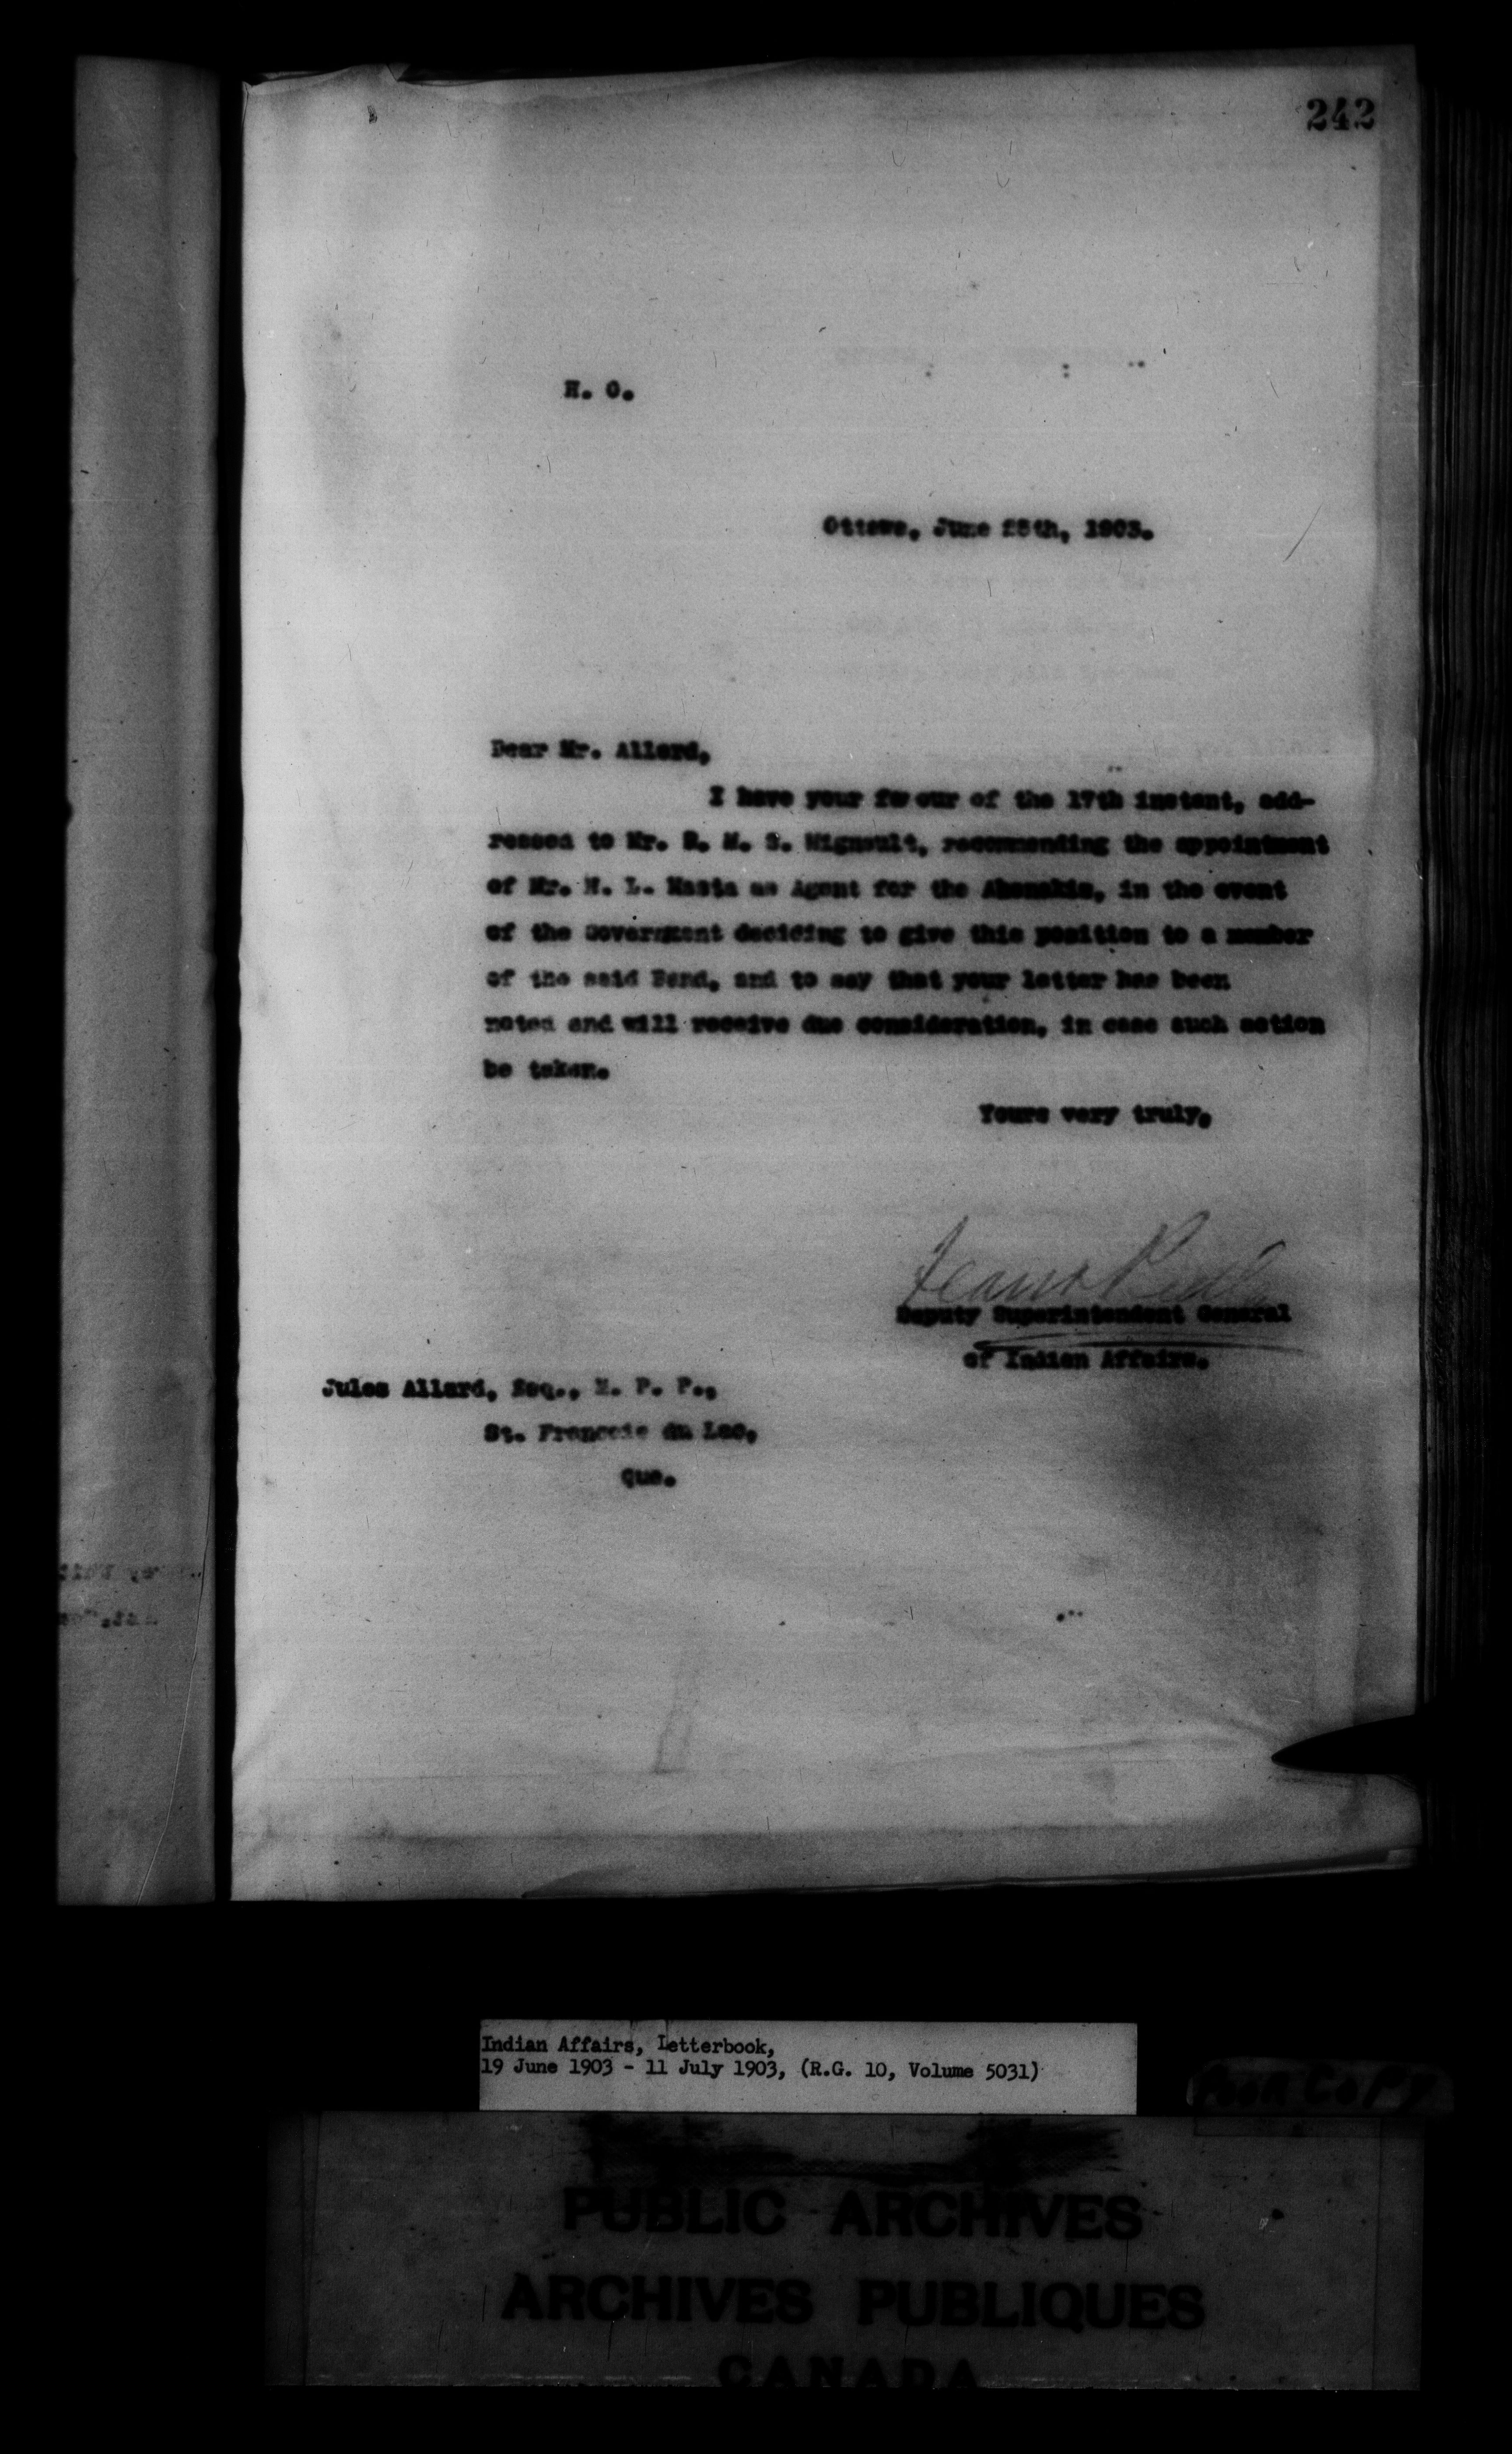 242
H. O.
Ottawa, June 25th, 1903.
Dear Mr. Allard,
I have your favour of the 17th instant, add-
ressed to Mr. R. M. S. Mignault, recommending the appointment
of Mr. N. L. Masta as Agent for the Abenakis, in the event
of the Government deciding to give this position to a member
of the said Band, and to say that your letter has been
noted and will receive due consideration, in case such action
be taken.
Yours very truly,
Deputy Superintendent General
of Indian Affairs.
Jules Allard, Esq., M. P. P.,
St. Francois du Lac,
Que.
Indian Affairs, Letterbook,
19 June 1903 - 11 July 1903, (R.G. 10, Volume 5031)
Poor Copy
PUBLIC ARCHIVES
ARCHIVES PUBLIQUES
CANADA